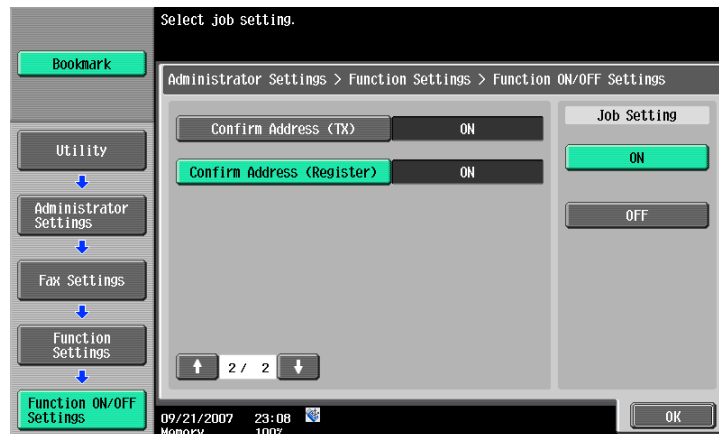 Select job setting.
Bookmark
Administrator Settings > Function Settings > Function ON/OFF Settings
Utility
Administrator
Settings
Fax Settings
Function
Settings
Function ON/OFF
Settings
Confirm Address (TX) ON
Confirm Address (Register) ON
2/ 2
Job Setting
ON
OFF
09/21/2007 23:08
Memory 100%
OK